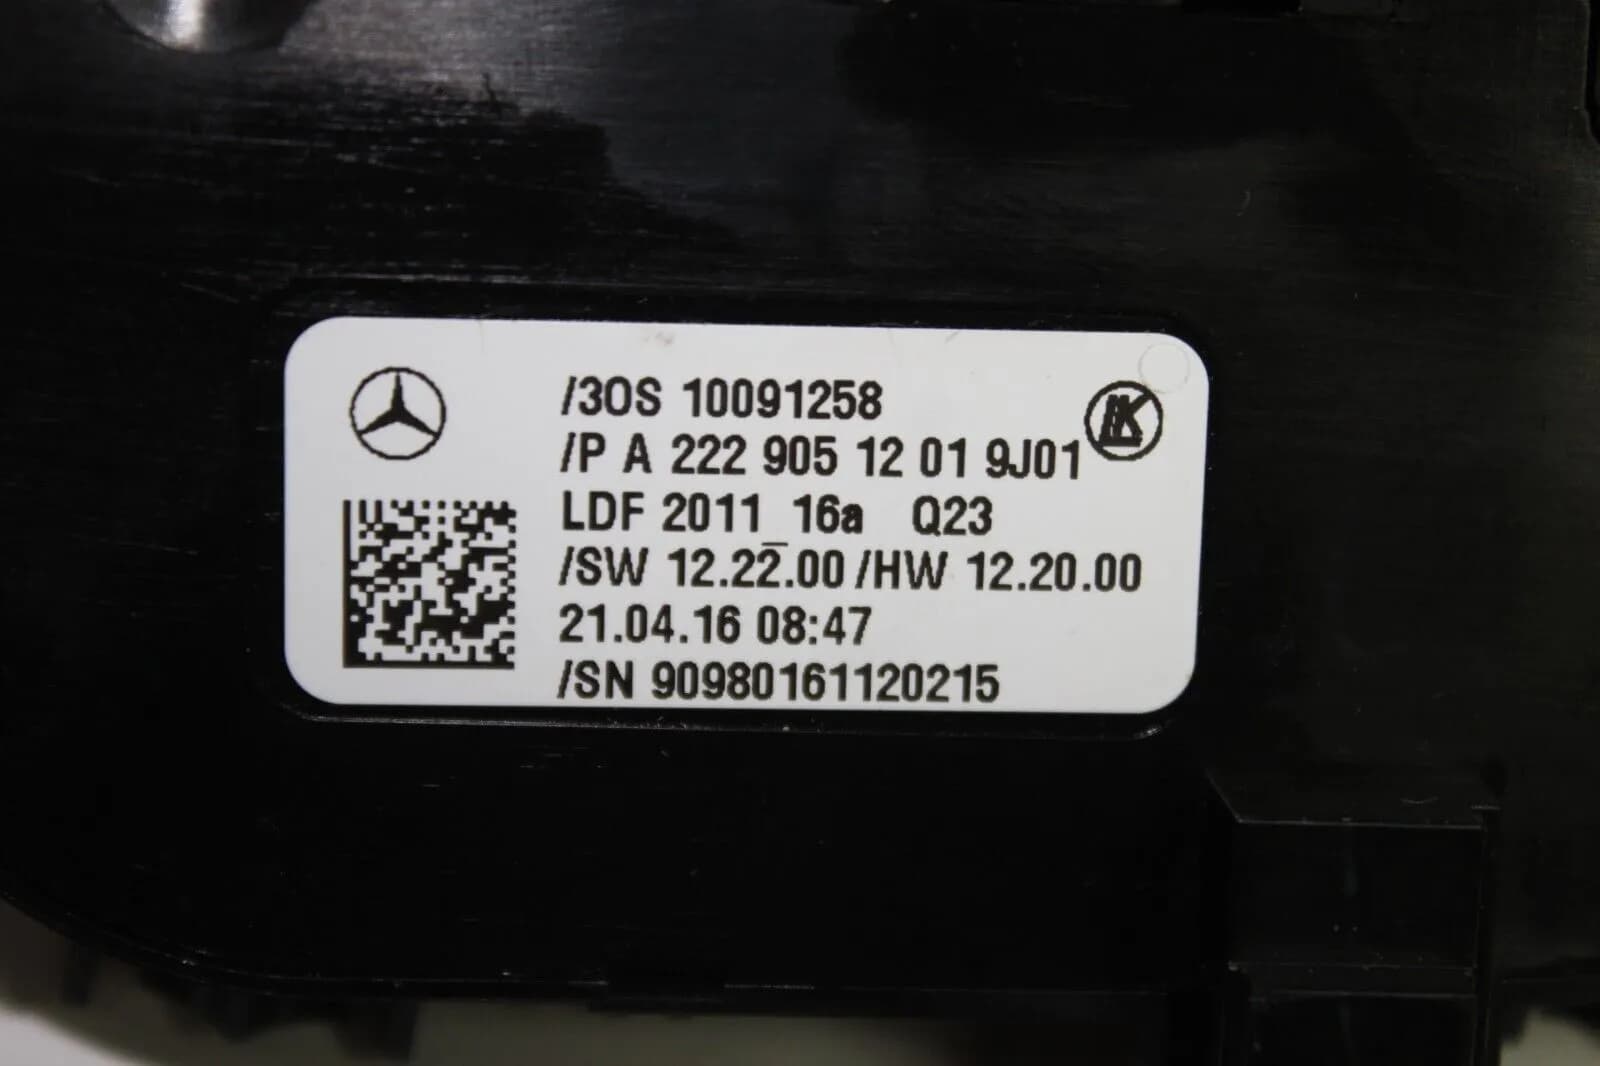 /3OS 10091258
/P A 222 905 12 01 9J01
LDF 2011_16a Q23
/SW 12.22.00 /HW 12.20.00
21.04.16 08:47
/SN 90980161120215